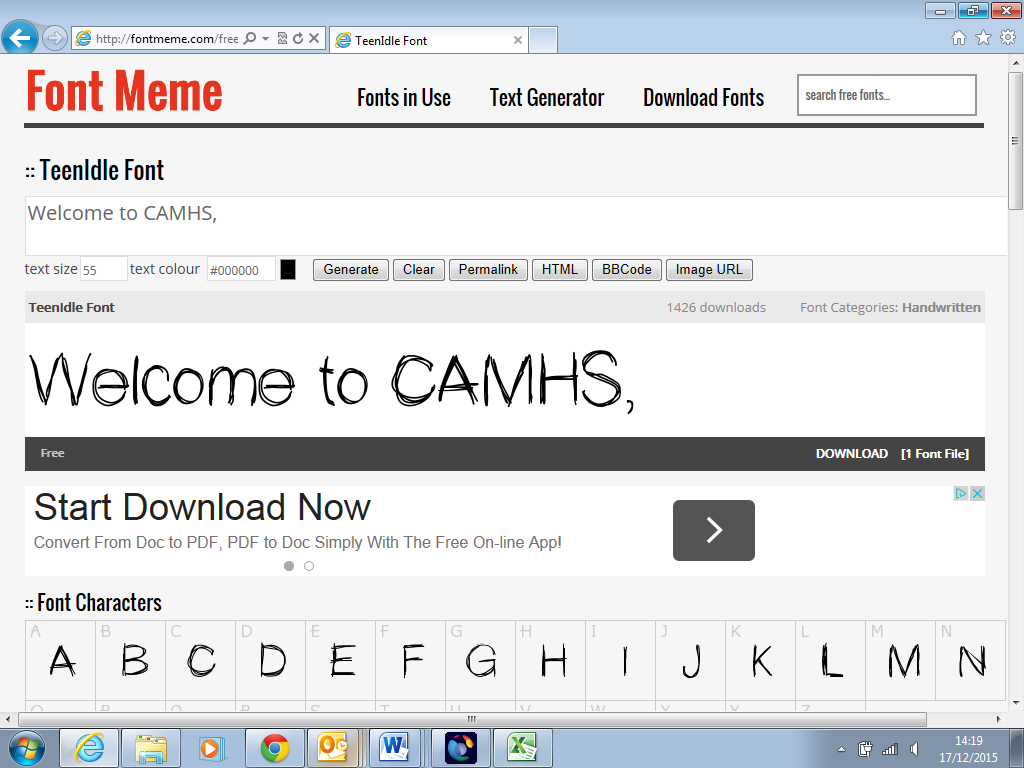 http://fontmeme.com/free
TeenIdle Font
Font Meme
Fonts in Use Text Generator Download Fonts search free fonts...
:: TeenIdle Font
Welcome to CAMHS,
text size 55 text colour #000000 Generate Clear Permalink HTML BBCode Image URL
TeenIdle Font 1426 downloads Font Categories: Handwritten
Welcome to CAMHS,
Free DOWNLOAD [1 Font File]
Start Download Now
Convert From Doc to PDF, PDF to Doc Simply With The Free On-line App!
:: Font Characters
A B C D E F G H I J K L M N
A B C D E F G H I J K L M N
14:19
17/12/2015